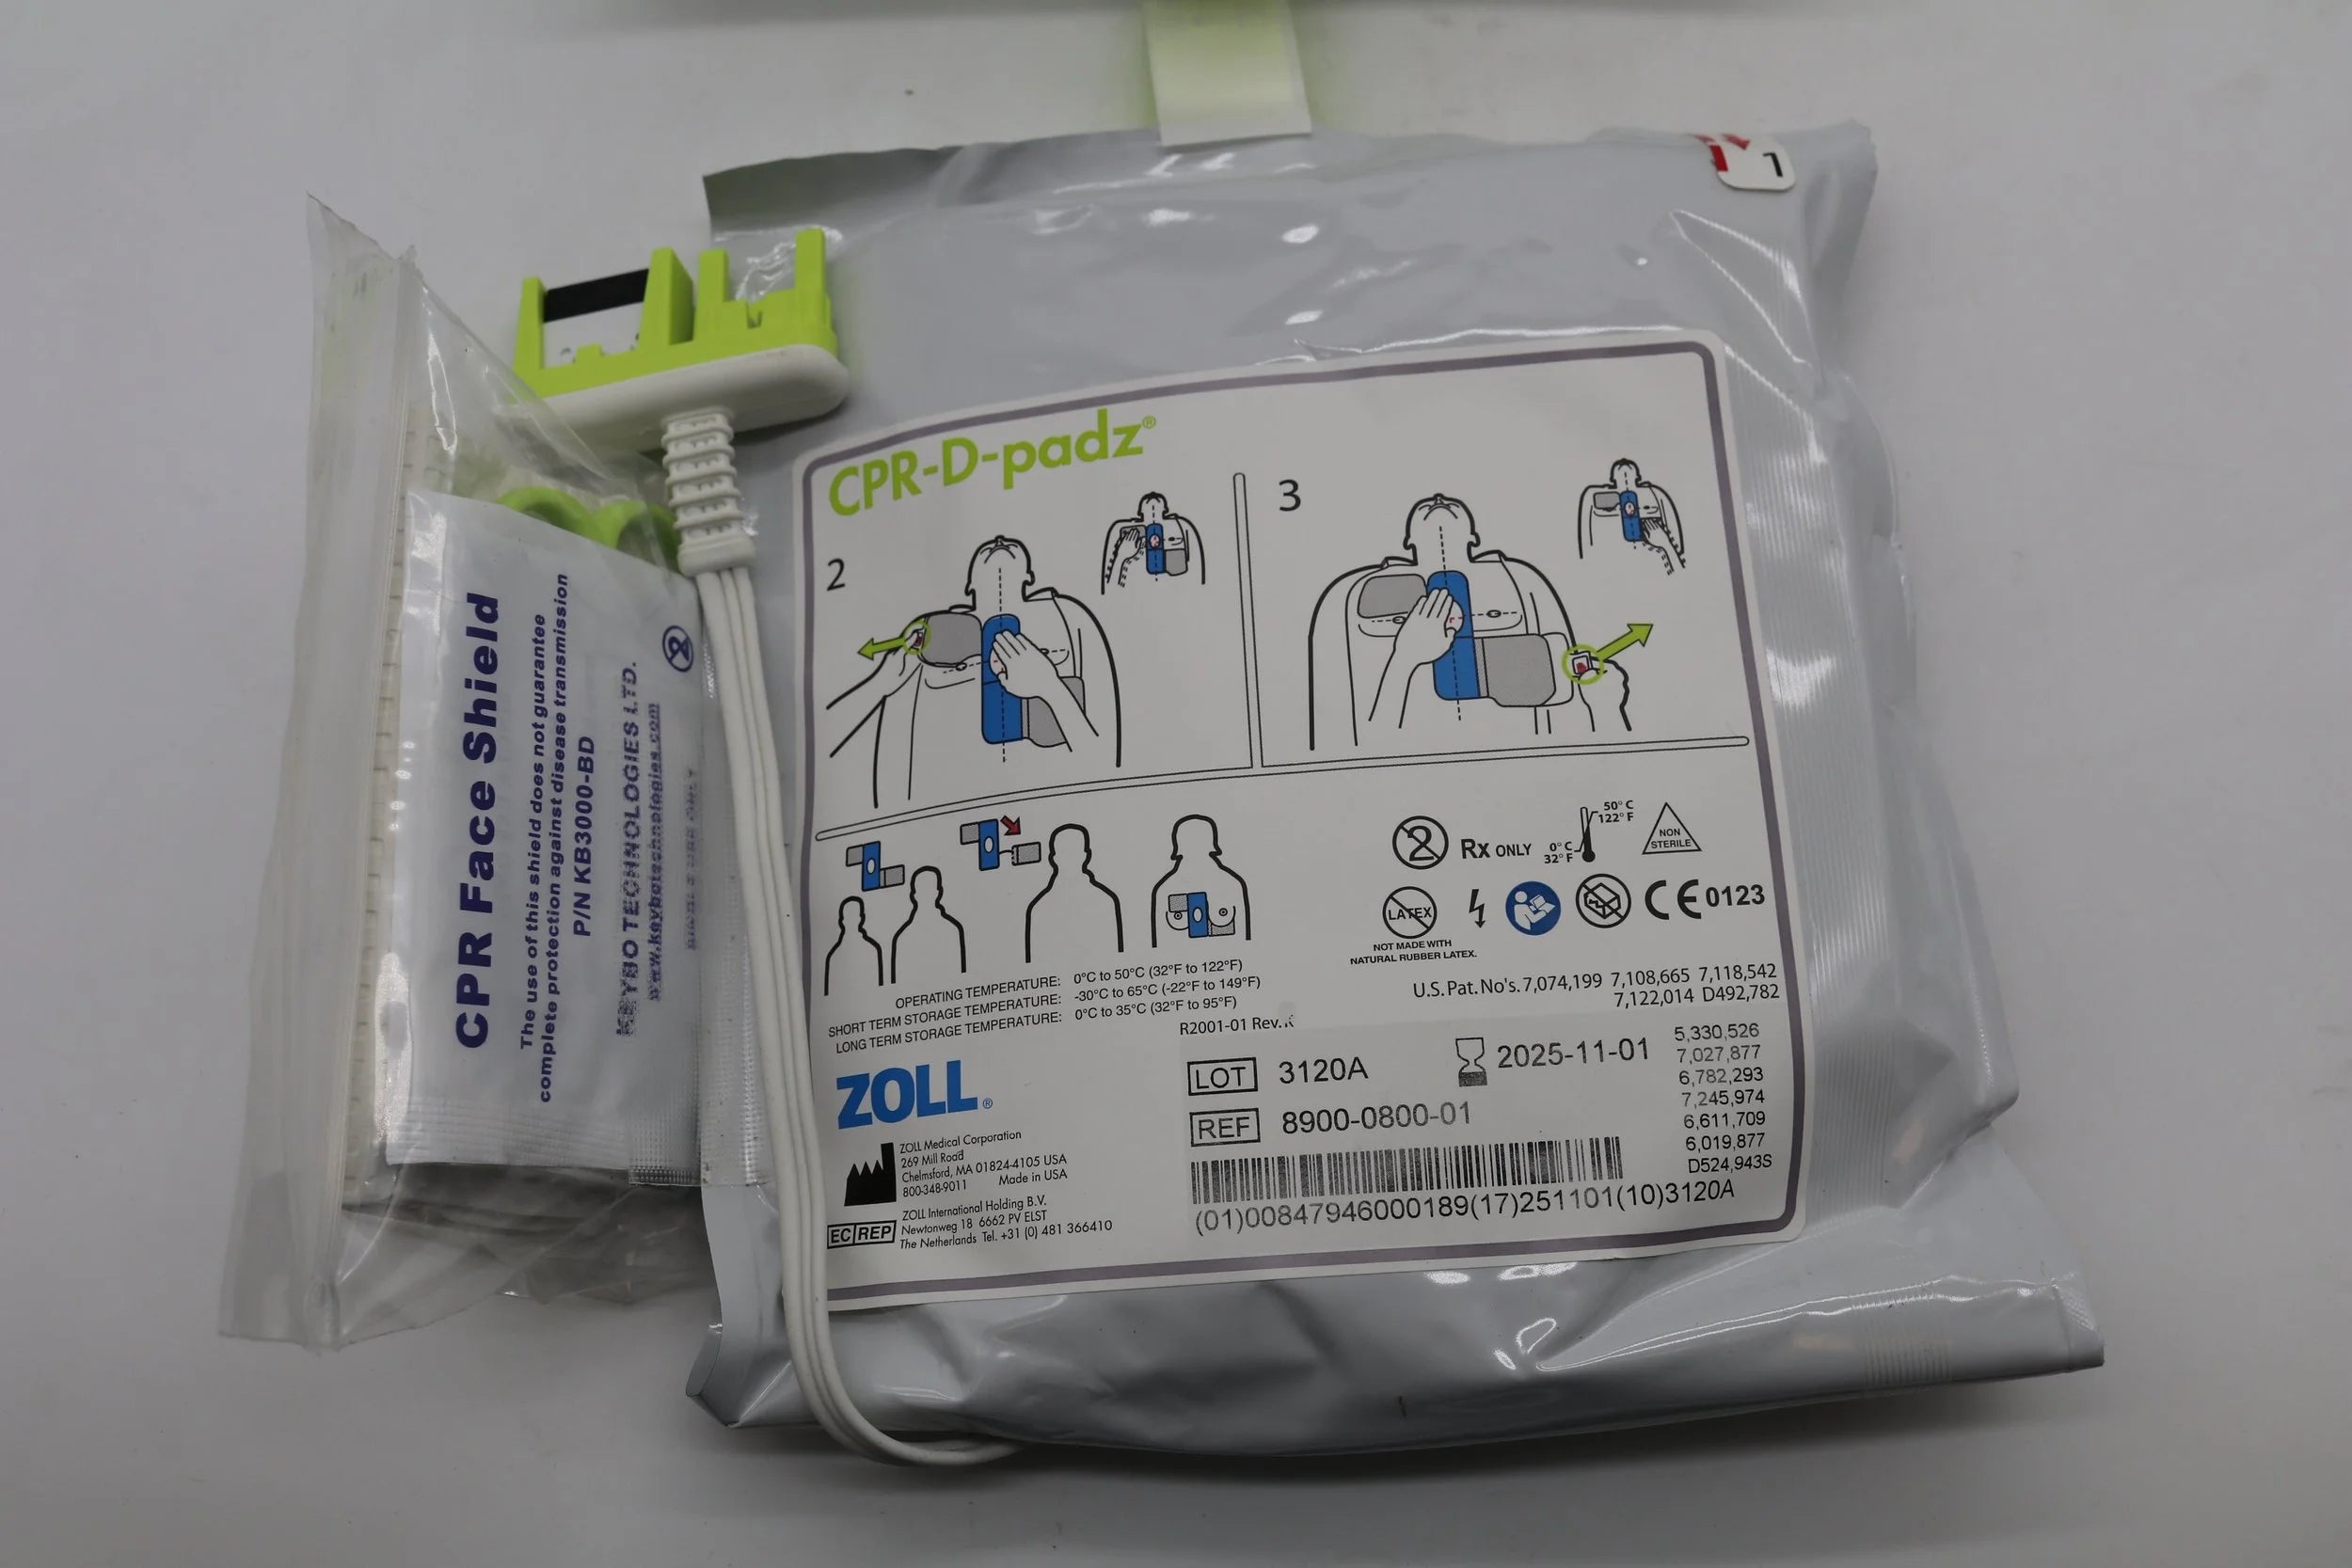 1
CPR Face Shield
The use of this shield does not guarantee
complete protection against disease transmission
P/N KB3000-BD
KEYBO TECHNOLOGIES LTD.
www.keybotechnologies.com
2
CPR-D-padz®
2
3
2
Rx ONLY
0°C
32°F
50°C
122°F
NON
STERILE
LATEX
NOT MADE WITH
NATURAL RUBBER LATEX.
CE 0123
OPERATING TEMPERATURE: 0°C to 50°C (32°F to 122°F)
SHORT TERM STORAGE TEMPERATURE: -30°C to 65°C (-22°F to 149°F)
LONG TERM STORAGE TEMPERATURE: 0°C to 35°C (32°F to 95°F)
U.S.Pat.No's.7,074,199 7,108,665 7,118,542
7,122,014 D492,782
R2001-01 Rev.
5,330,526
7,027,877
6,782,293
7,245,974
6,611,709
6,019,877
D524,943S
LOT 3120A
2025-11-01
REF 8900-0800-01
(01)00847946000189(17)251101(10)3120A
ZOLL®
ZOLL Medical Corporation
269 Mill Road
Chelmsford, MA 01824-4105 USA
800-348-9011 Made in USA
EC REP
ZOLL International Holding B.V.
Newtonweg 18 6662 PV ELST
The Netherlands Tel. +31 (0) 481 366410